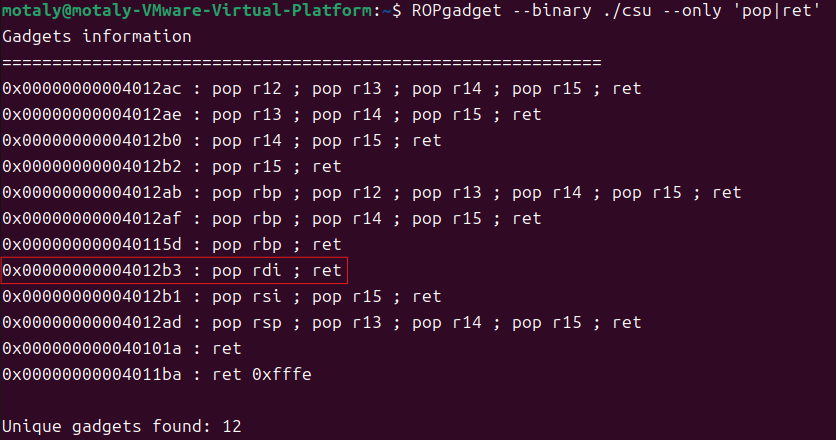 motaly@motaly-VMware-Virtual-Platform:~$ ROPgadget --binary ./csu --only 'pop|ret'
Gadgets information
============================================================
0x00000000004012ac : pop r12 ; pop r13 ; pop r14 ; pop r15 ; ret
0x00000000004012ae : pop r13 ; pop r14 ; pop r15 ; ret
0x00000000004012b0 : pop r14 ; pop r15 ; ret
0x00000000004012b2 : pop r15 ; ret
0x00000000004012ab : pop rbp ; pop r12 ; pop r13 ; pop r14 ; pop r15 ; ret
0x00000000004012af : pop rbp ; pop r14 ; pop r15 ; ret
0x000000000040115d : pop rbp ; ret
0x00000000004012b3 : pop rdi ; ret
0x00000000004012b1 : pop rsi ; pop r15 ; ret
0x00000000004012ad : pop rsp ; pop r13 ; pop r14 ; pop r15 ; ret
0x000000000040101a : ret
0x00000000004011ba : ret 0xfffe
Unique gadgets found: 12